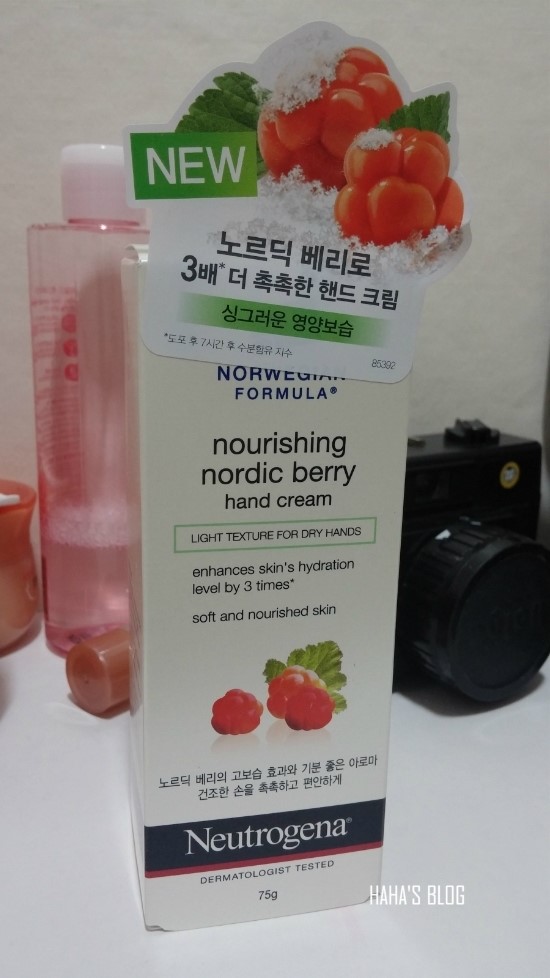 NEW
노르딕 베리로
3배* 더 촉촉한 핸드 크림
싱그러운 영양보습
*도포 후 7시간 후 수분함유 지수
85392
NORWEGIAN
FORMULA®
nourishing
nordic berry
hand cream
LIGHT TEXTURE FOR DRY HANDS
enhances skin's hydration
level by 3 times*
soft and nourished skin
노르딕 베리의 고보습 효과와 기분 좋은 아로마
건조한 손을 촉촉하고 편안하게
Neutrogena®
DERMATOLOGIST TESTED
75g
HAHA'S BLOG